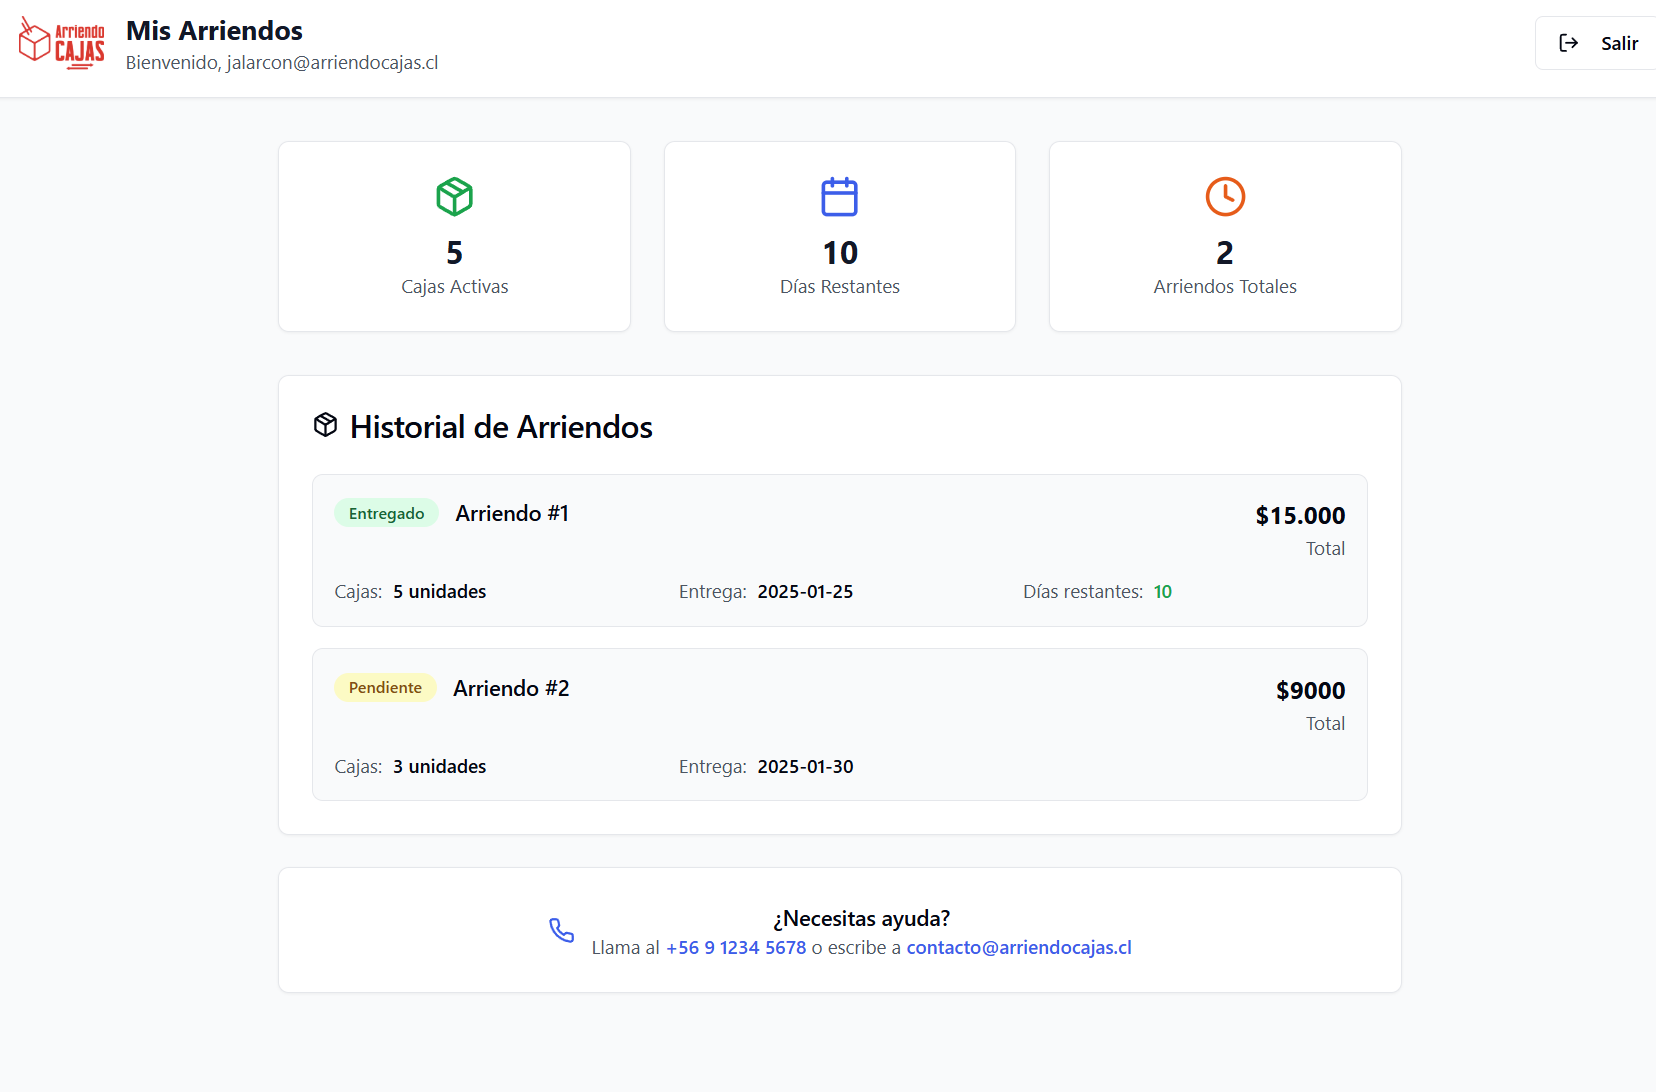 Arriendo
CAJAS
Mis Arriendos
Bienvenido, jalarcon@arriendocajas.cl
Salir
5
Cajas Activas
10
Días Restantes
2
Arriendos Totales
Historial de Arriendos
Entregado Arriendo #1 $15.000
Total
Cajas: 5 unidades Entrega: 2025-01-25 Días restantes: 10
Pendiente Arriendo #2 $9000
Total
Cajas: 3 unidades Entrega: 2025-01-30
¿Necesitas ayuda?
Llama al +56 9 1234 5678 o escribe a contacto@arriendocajas.cl